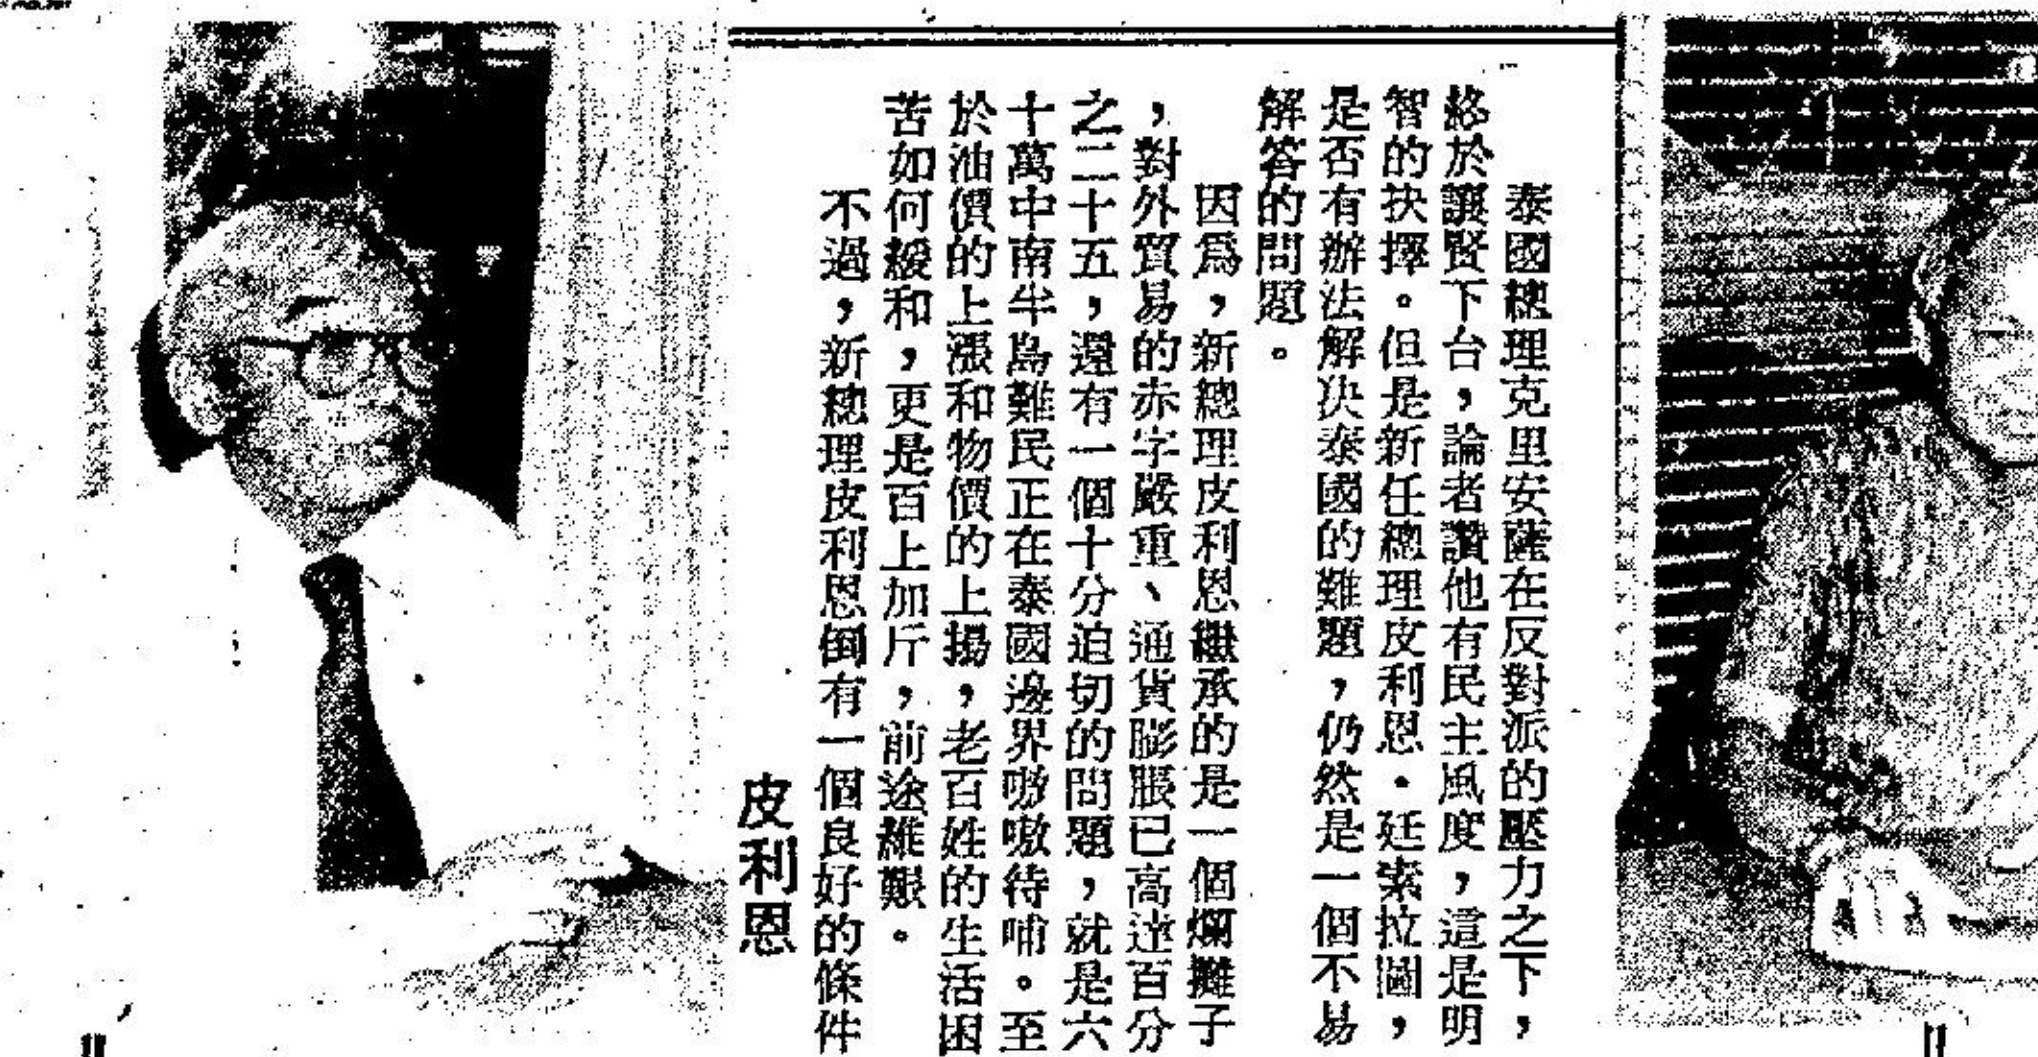 泰國總理克里安薩在反對派的壓力之下，
終於讓賢下台，論者讚他有民主風度，這是明
智的抉擇。但是新任總理皮利恩・廷索拉圖，
是否有辦法解決泰國的難題，仍然是一個不易
解答的問題。
因為，新總理皮利恩繼承的是一個爛攤子
，對外貿易的赤字嚴重、通貨膨脹已高達百分
之二十五，還有一個十分迫切的問題，就是六
十萬中南半島難民正在泰國邊界嗷嗷待哺。至
於油價的上漲和物價的上揚，老百姓的生活困
苦如何緩和，更是百上加斤，前途維艱。
不過，新總理皮利恩倒有一個良好的條件
皮利恩